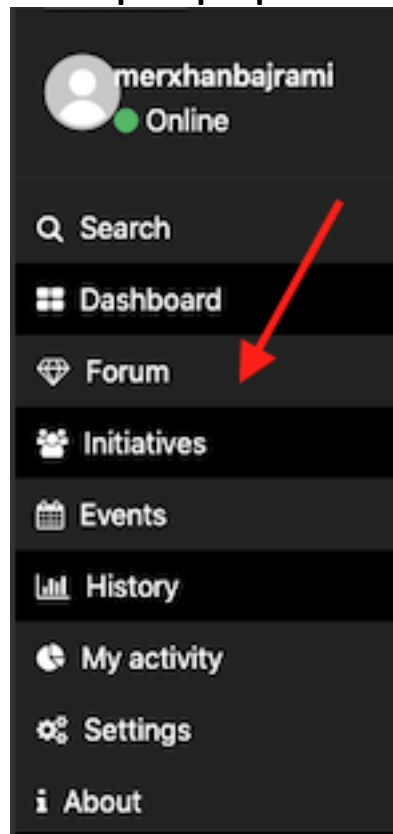 merxhanbajrami
Online
Search
Dashboard
Forum
Initiatives
Events
History
My activity
Settings
About